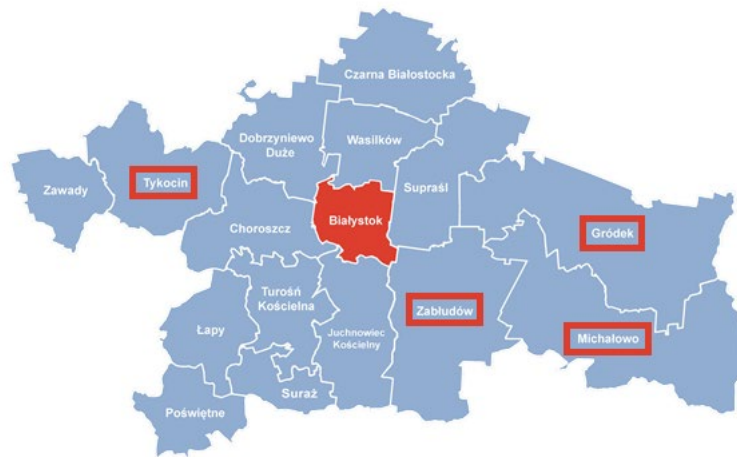 Czarna Białostocka
Dobrzyniewo
Duże
Wasilków
Zawady
Tykocin
Supraśl
Choroszcz
Białystok
Gródek
Turośń
Kościelna
Zabłudów
Łapy
Juchnowiec
Kościelny
Michałowo
Suraż
Poświętne